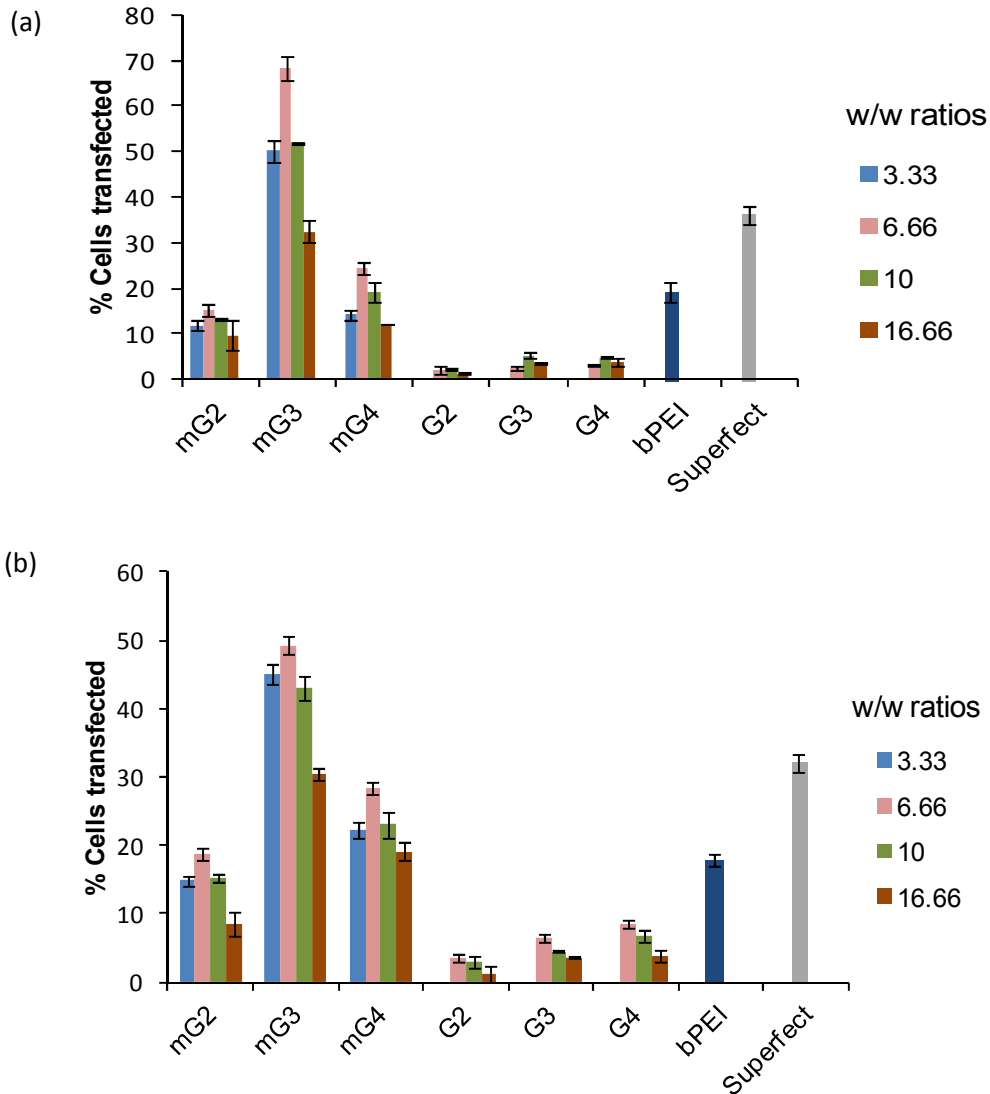 (a)
80
70
60
50
40
30
20
10
0
% Cells transfected
mG2
mG3
mG4
G2
G3
G4
bPEI
Superfect
w/w ratios
3.33
6.66
10
16.66
(b)
60
50
40
30
20
10
0
% Cells transfected
mG2
mG3
mG4
G2
G3
G4
bPEI
Superfect
w/w ratios
3.33
6.66
10
16.66